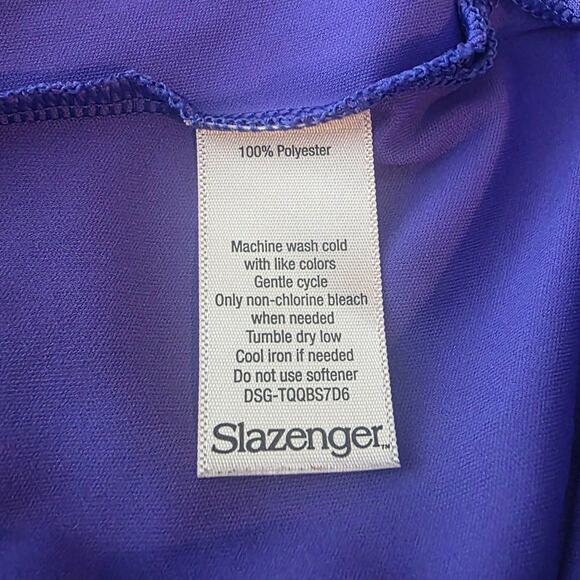 100% Polyester
Machine wash cold
with like colors
Gentle cycle
Only non-chlorine bleach
when needed
Tumble dry low
Cool iron if needed
Do not use softener
DSG-TQQBS7D6
Slazenger